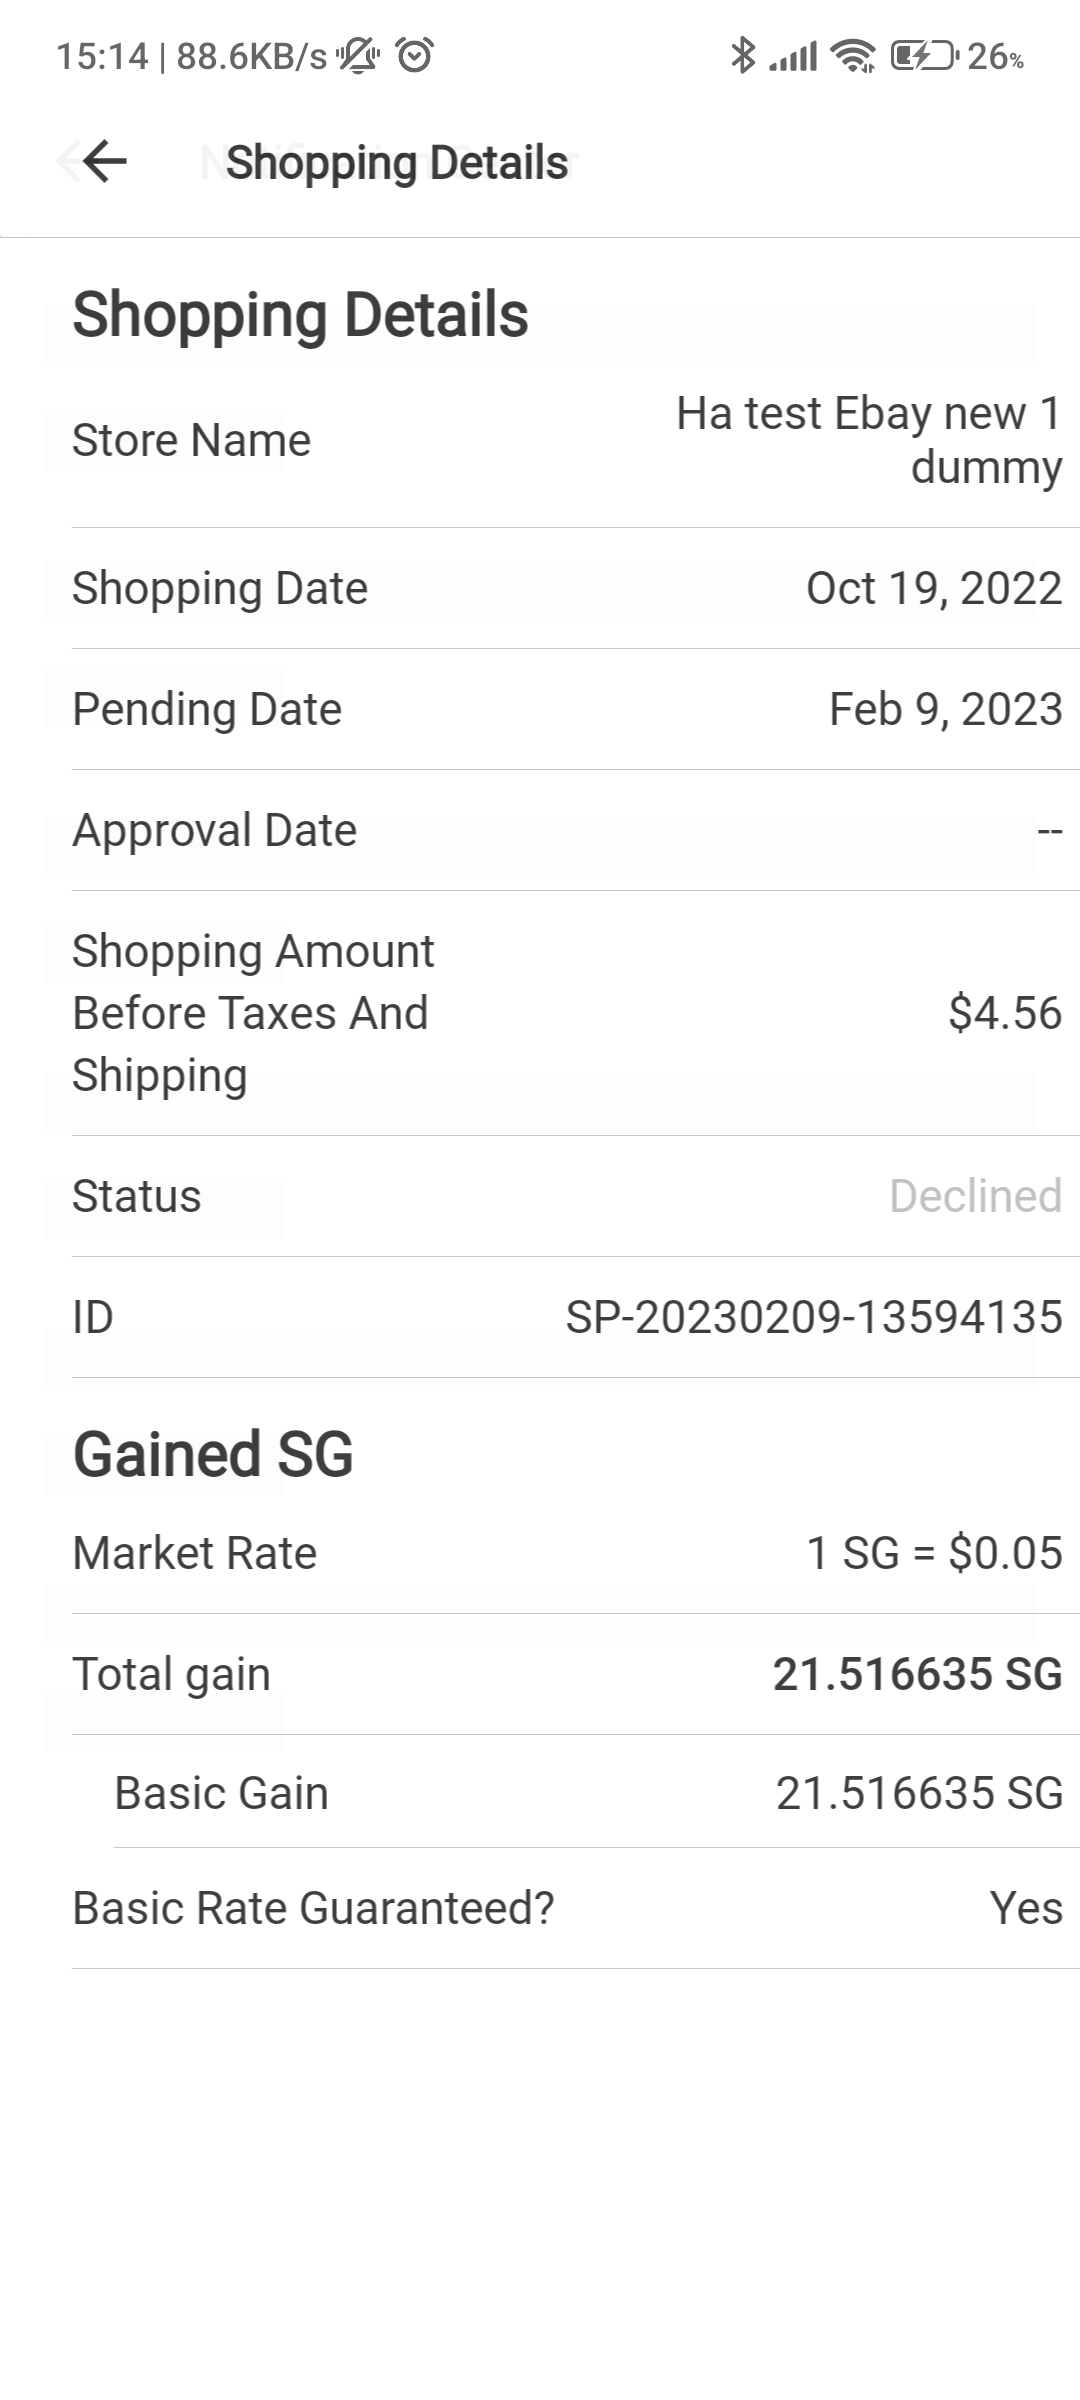 15:14 | 88.6KB/s 26%
Shopping Details
Shopping Details
Store Name Ha test Ebay new 1 dummy
Shopping Date Oct 19, 2022
Pending Date Feb 9, 2023
Approval Date --
Shopping Amount
Before Taxes And $4.56
Shipping
Status Declined
ID SP-20230209-13594135
Gained SG
Market Rate 1 SG = $0.05
Total gain 21.516635 SG
Basic Gain 21.516635 SG
Basic Rate Guaranteed? Yes